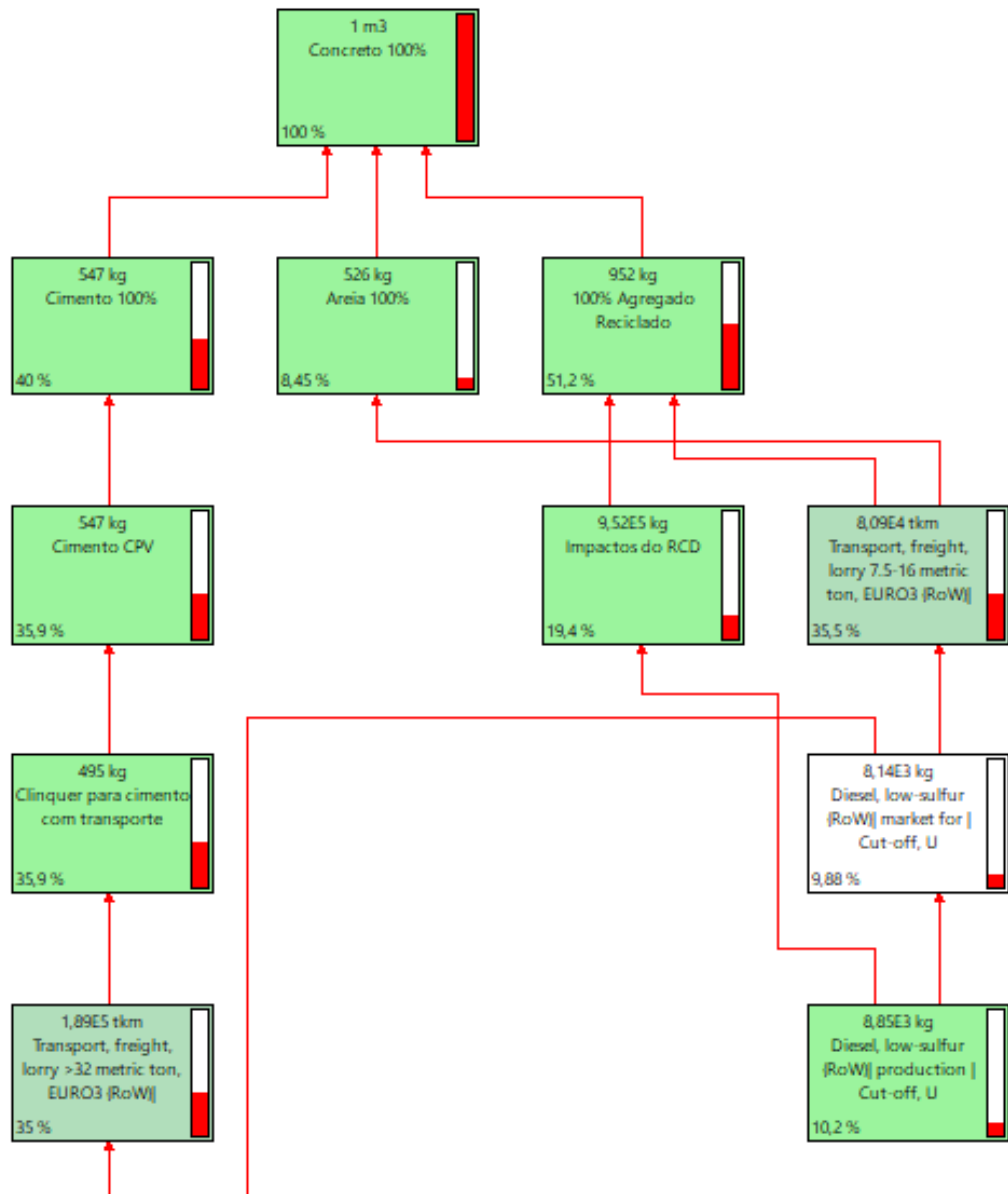 1 m3
Concreto 100%
100 %
547 kg
Cimento 100%
40 %
526 kg
Areia 100%
8,45 %
952 kg
100% Agregado
Reciclado
51,2 %
547 kg
Cimento CPV
35,9 %
9,52E5 kg
Impactos do RCD
19,4 %
8,09E4 tkm
Transport, freight,
lorry 7.5-16 metric
ton, EURO3 {RoW}|
35,5 %
495 kg
Clinquer para cimento
com transporte
35,9 %
8,14E3 kg
Diesel, low-sulfur
{RoW}| market for |
Cut-off, U
9,88 %
1,89E5 tkm
Transport, freight,
lorry >32 metric ton,
EURO3 {RoW}|
35 %
8,85E3 kg
Diesel, low-sulfur
{RoW}| production |
Cut-off, U
10,2 %